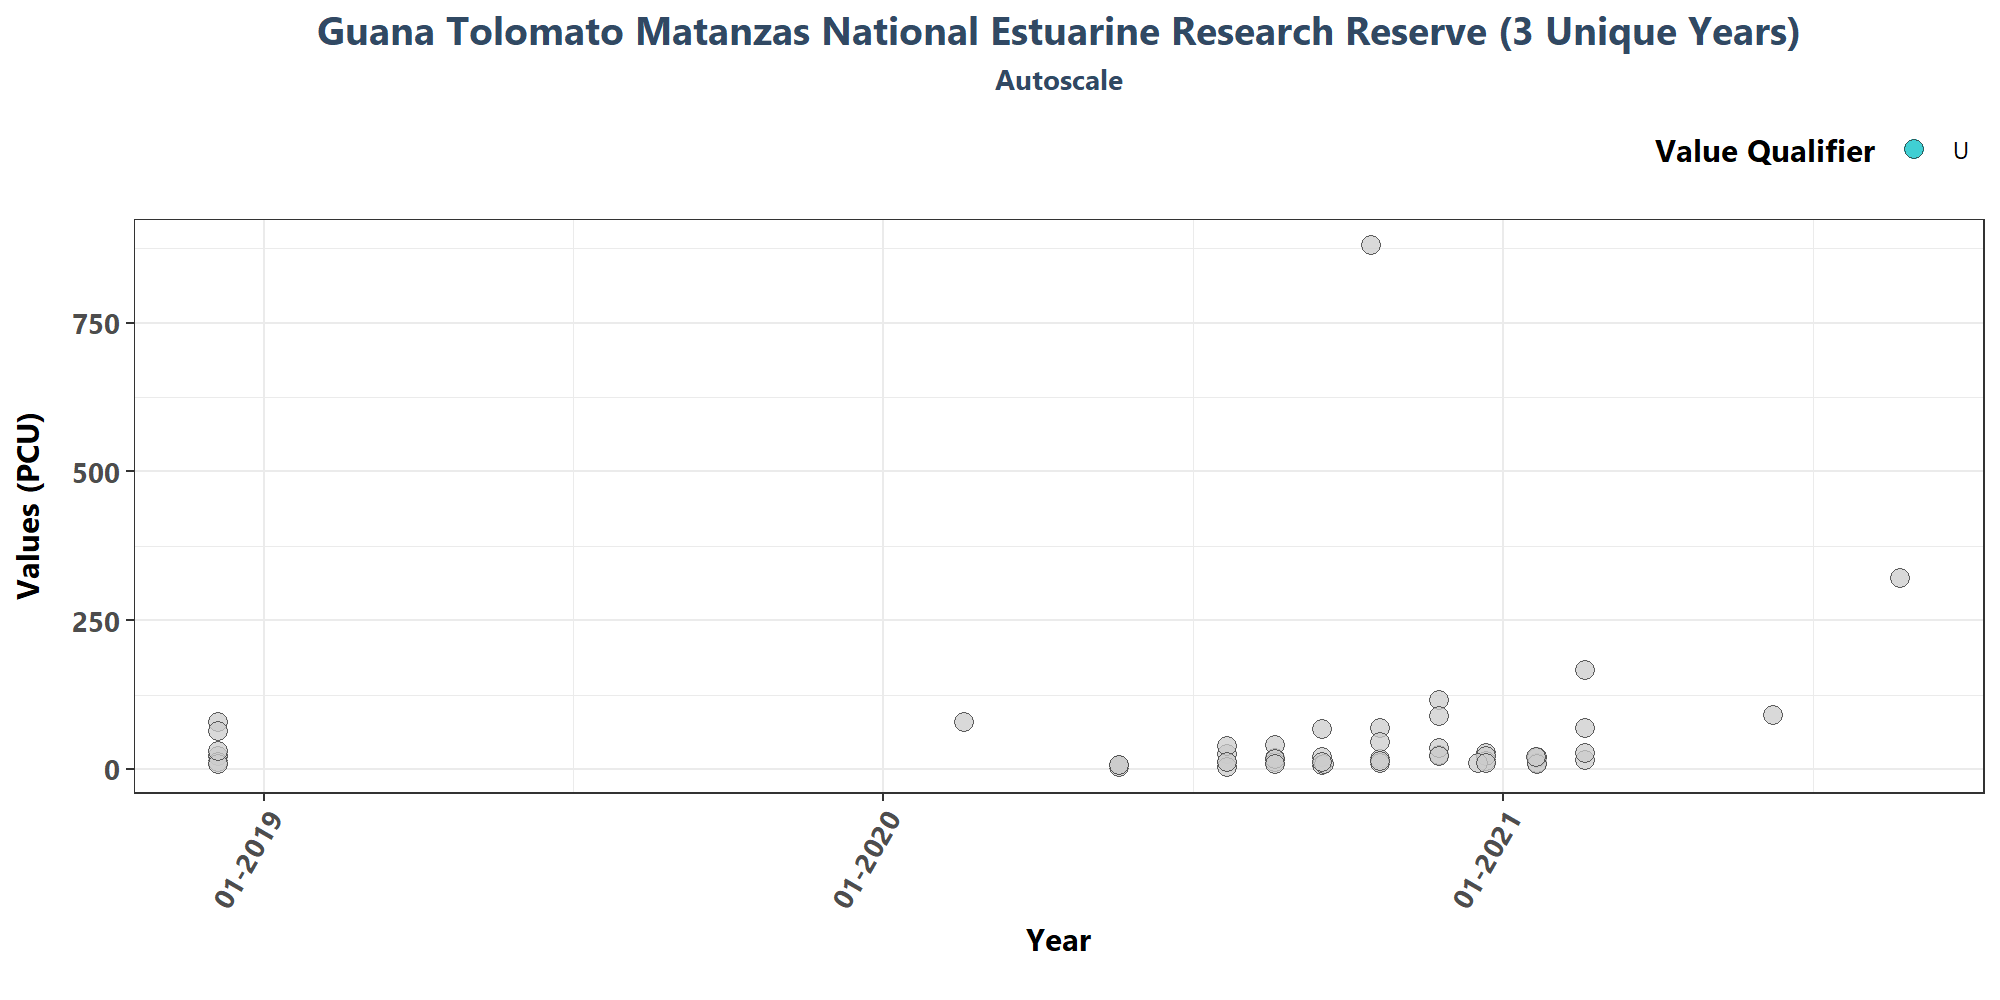 Guana Tolomato Matanzas National Estuarine Research Reserve (3 Unique Years)
Autoscale
Value Qualifier U
Values (PCU)
750
500
250
0
01-2019
01-2020
01-2021
Year